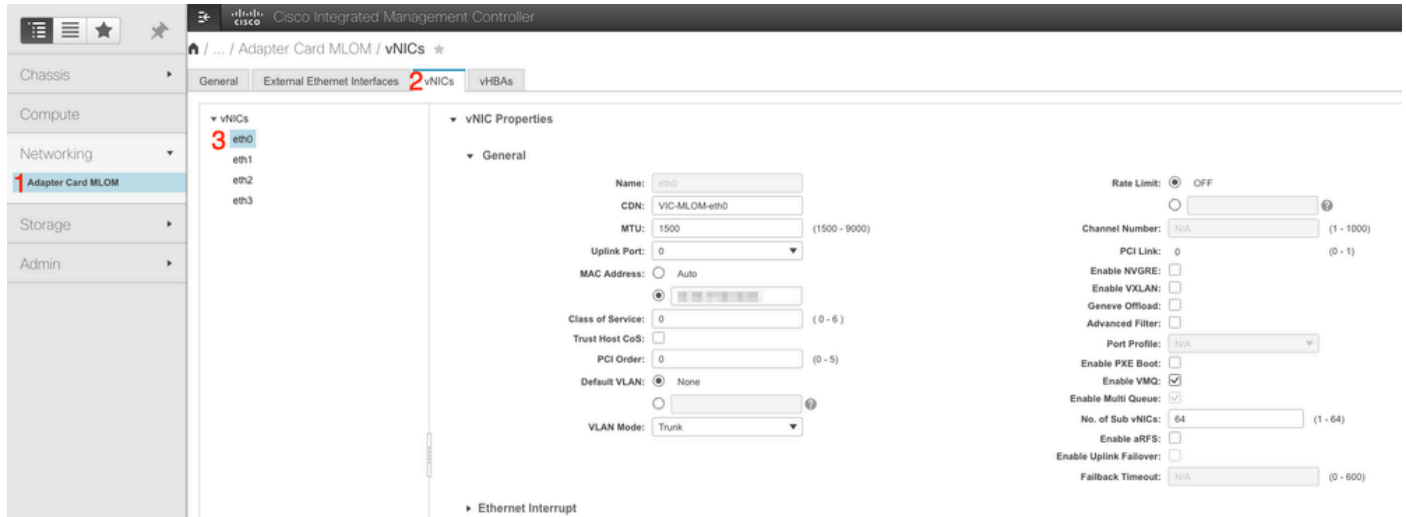 cisco Cisco Integrated Management Controller
/ ... / Adapter Card MLOM / vNICs
Chassis
Compute
Networking
1 Adapter Card MLOM
Storage
Admin
General External Ethernet Interfaces 2 vNICs vHBAs
vNICs
3 eth0
eth1
eth2
eth3
vNIC Properties
General
Name: eth0
CDN: VIC-MLOM-eth0
MTU: 1500 (1500 - 9000)
Uplink Port: 0
MAC Address: Auto
Class of Service: 0 ( 0 - 6 )
Trust Host CoS:
PCI Order: 0 (0 - 5)
Default VLAN: None
?
VLAN Mode: Trunk
Rate Limit: OFF
?
Channel Number: N/A (1 - 1000)
PCI Link: 0 (0 - 1)
Enable NVGRE:
Enable VXLAN:
Geneve Offload:
Advanced Filter:
Port Profile: N/A
Enable PXE Boot:
Enable VMQ:
Enable Multi Queue:
No. of Sub vNICs: 64 (1 - 64)
Enable aRFS:
Enable Uplink Failover:
Failback Timeout: N/A (0 - 600)
Ethernet Interrupt